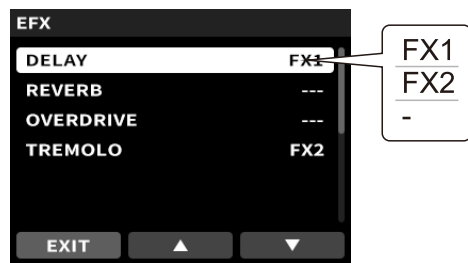 EFX
DELAY FX1
REVERB ---
OVERDRIVE ---
TREMOLO FX2
EXIT ▲ ▼
FX1
FX2
-